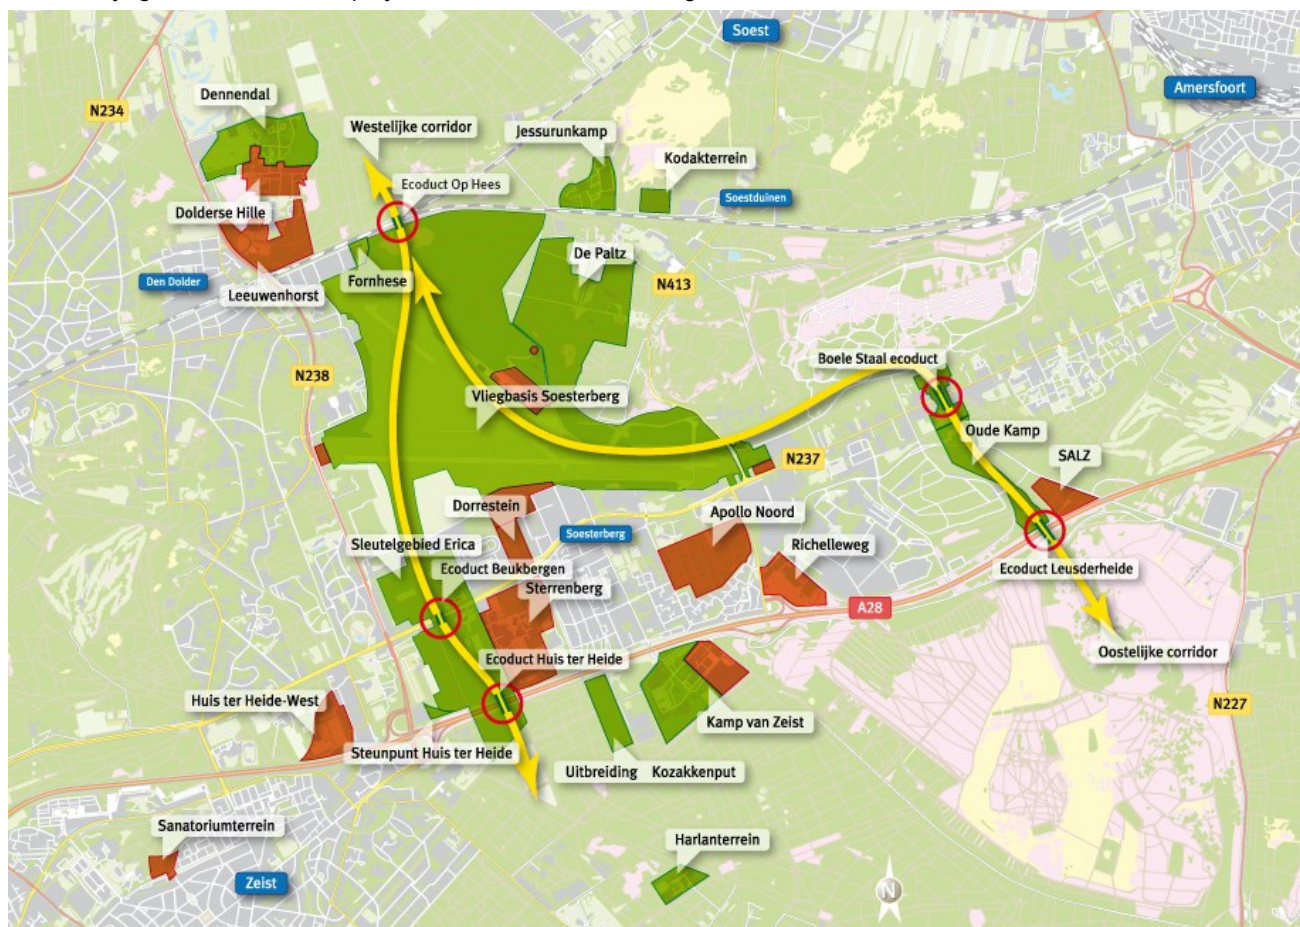 Soest
Amersfoort
N234
Dennendal
Westelijke corridor
Jessurunkamp
Kodakterrein
Ecoduct Op Hees
Soestduinen
Dolderse Hille
De Paltz
Den Dolder
Fornhese
N413
Leeuwenhorst
Boele Staal ecoduct
N238
Vliegbasis Soesterberg
Oude Kamp
N237
SALZ
Dorrestein
Apollo Noord
Soesterberg
Richelleweg
Sleutelgebied Erica
Ecoduct Beukbergen
Ecoduct Leusderheide
Sterrenberg
A28
Oostelijke corridor
Ecoduct Huis ter Heide
Huis ter Heide-West
N227
Kamp van Zeist
Steunpunt Huis ter Heide
Uitbreiding Kozakkenput
Sanatoriumterrein
Harlanterrein
Zeist
N